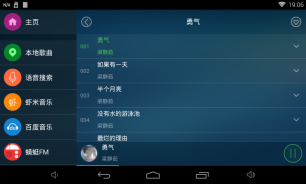 N/A
19:06
主页
勇气
本地歌曲
语音搜索
虾米音乐
百度音乐
蜻蜓FM
001
勇气
梁静茹
002
如果有一天
梁静茹
003
半个月亮
梁静茹
004
没有水的游泳池
梁静茹
最烂的理由
勇气
梁静茹